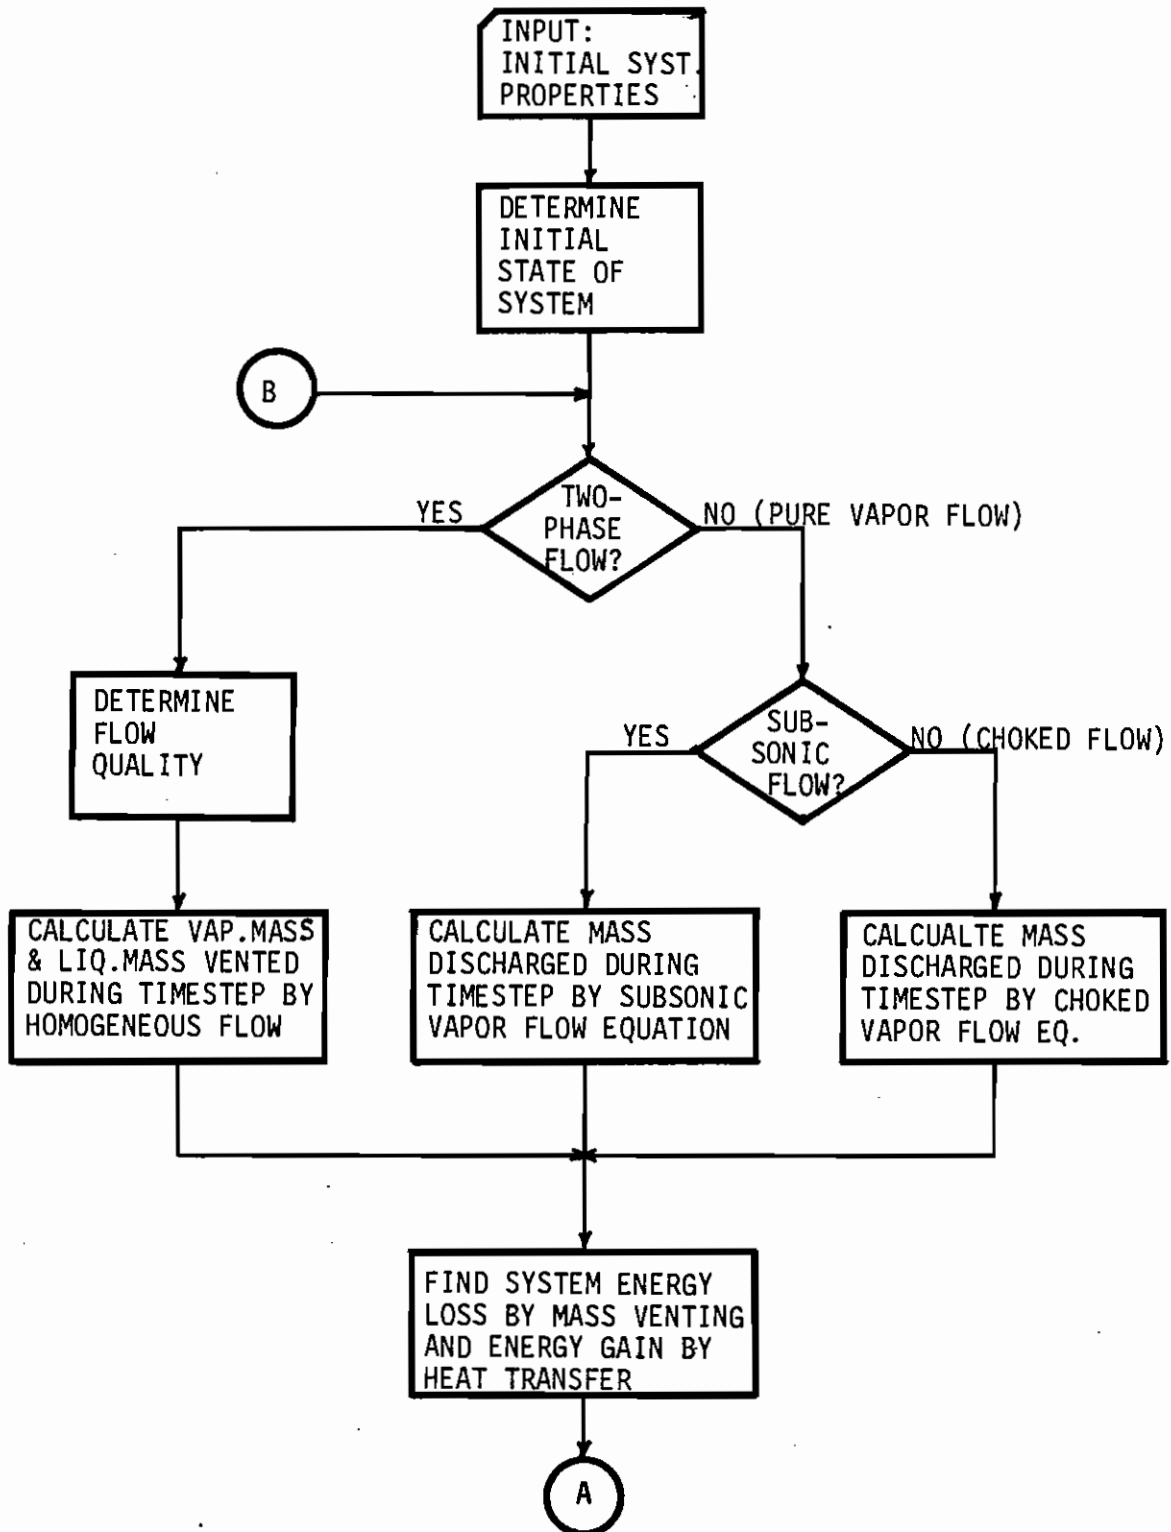 INPUT:
INITIAL SYST.
PROPERTIES
DETERMINE
INITIAL
STATE OF
SYSTEM
B
TWO-
PHASE
FLOW?
YES
NO (PURE VAPOR FLOW)
DETERMINE
FLOW
QUALITY
SUB-
SONIC
FLOW?
YES
NO (CHOKED FLOW)
CALCULATE VAP.MASS
& LIQ.MASS VENTED
DURING TIMESTEP BY
HOMOGENEOUS FLOW
CALCULATE MASS
DISCHARGED DURING
TIMESTEP BY SUBSONIC
VAPOR FLOW EQUATION
CALCUALTE MASS
DISCHARGED DURING
TIMESTEP BY CHOKED
VAPOR FLOW EQ.
FIND SYSTEM ENERGY
LOSS BY MASS VENTING
AND ENERGY GAIN BY
HEAT TRANSFER
A